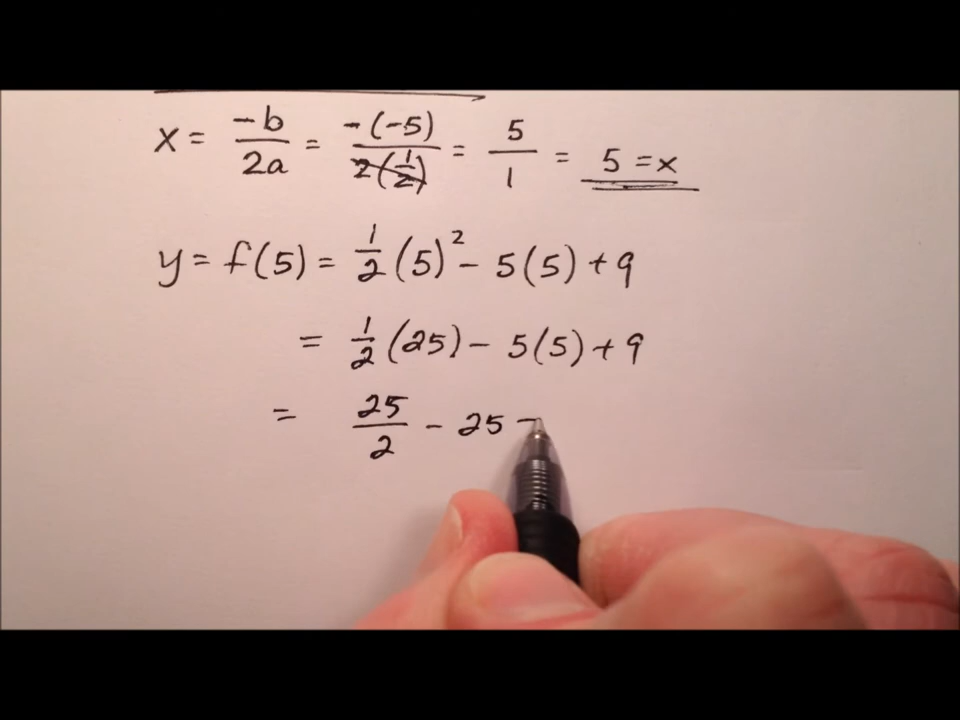 x = -b/2a = -(-5)/2(1/2) = 5/1 = 5 = x
y = f(5) = 1/2 (5)² - 5(5) + 9
= 1/2 (25) - 5(5) + 9
= 25/2 - 25 -